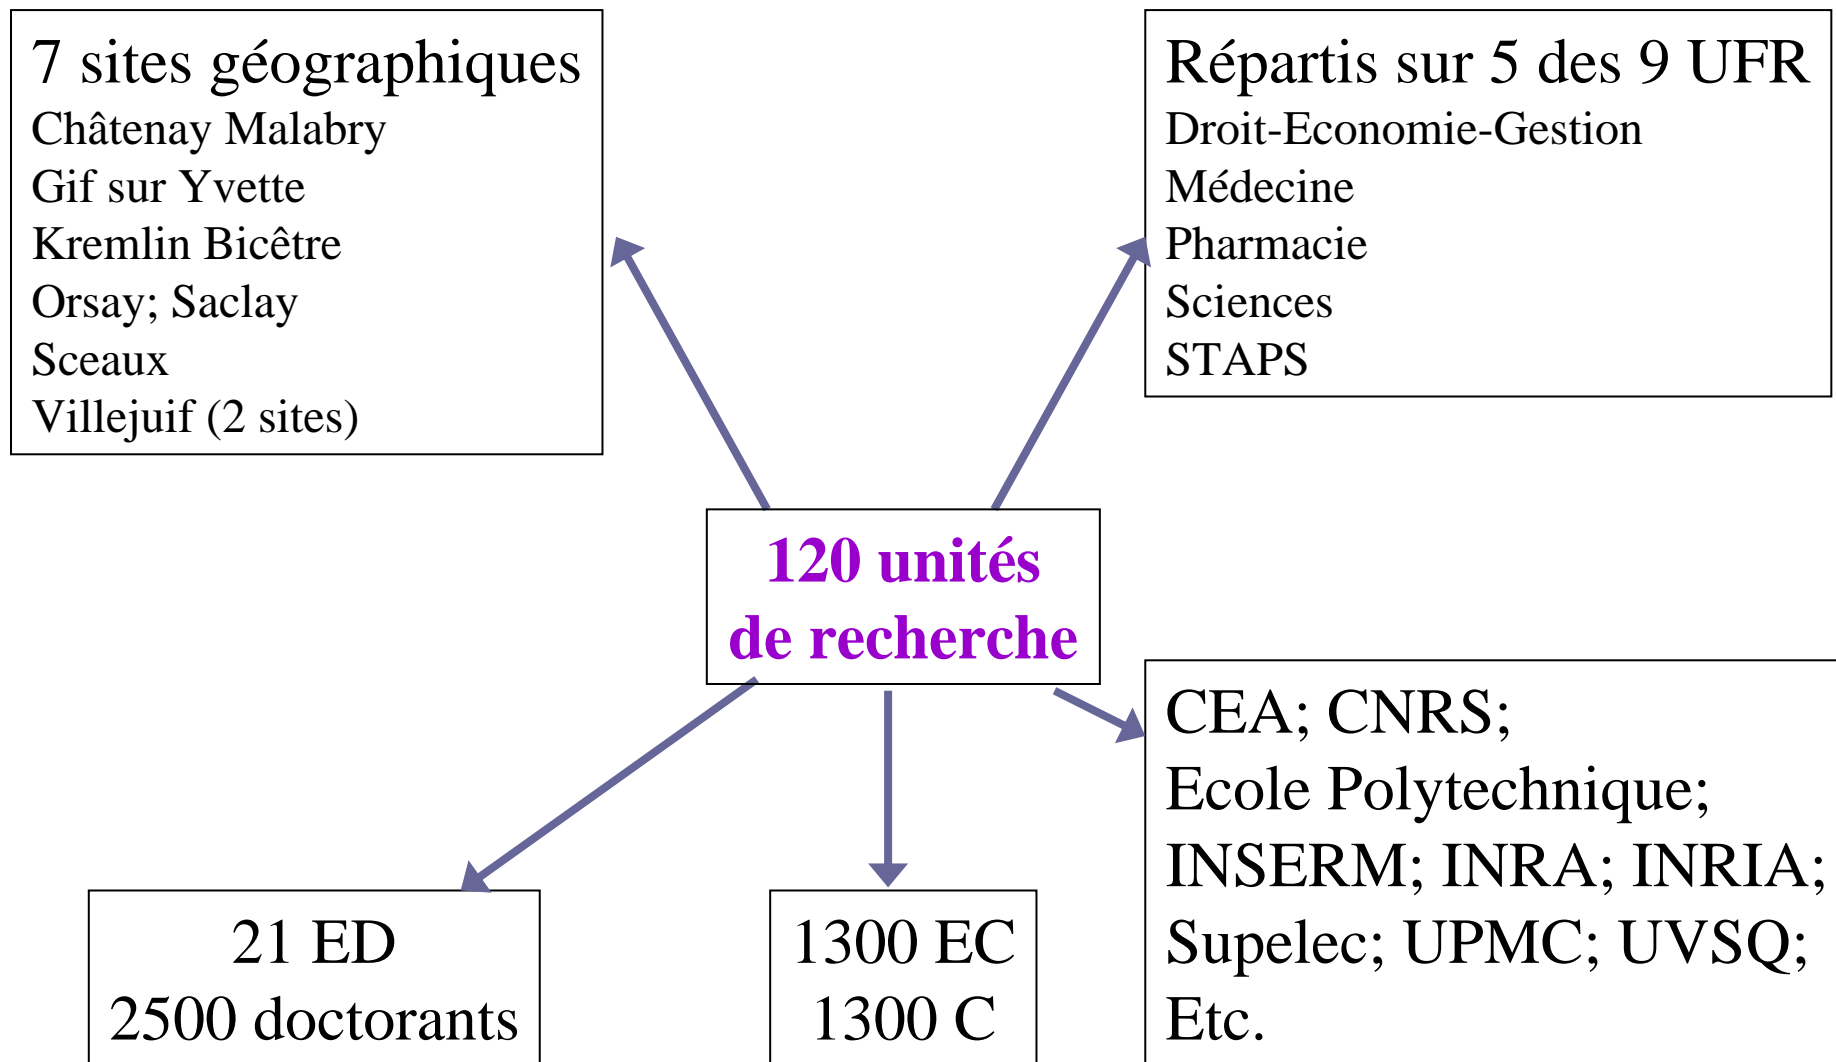 7 sites géographiques
Châtenay Malabry
Gif sur Yvette
Kremlin Bicêtre
Orsay; Saclay
Sceaux
Villejuif (2 sites)
Répartis sur 5 des 9 UFR
Droit-Economie-Gestion
Médecine
Pharmacie
Sciences
STAPS
120 unités
de recherche
CEA; CNRS;
Ecole Polytechnique;
INSERM; INRA; INRIA;
Supelec; UPMC; UVSQ;
Etc.
21 ED
2500 doctorants
1300 EC
1300 C